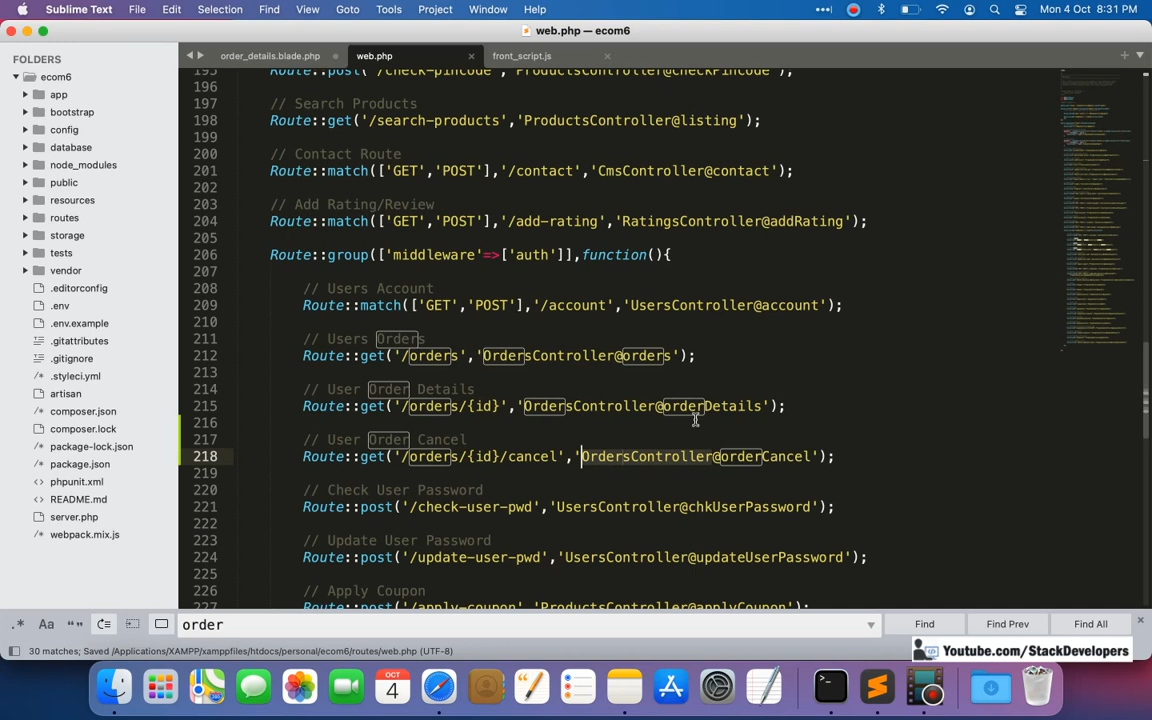 Sublime Text File Edit Selection Find View Goto Tools Project Window Help Mon 4 Oct 8:31 PM
web.php — ecom6
FOLDERS
ecom6
app
bootstrap
config
database
node_modules
public
resources
routes
storage
tests
vendor
.editorconfig
.env
.env.example
.gitattributes
.gitignore
.styleci.yml
artisan
composer.json
composer.lock
package-lock.json
package.json
phpunit.xml
README.md
server.php
webpack.mix.js
order_details.blade.php web.php front_script.js
195 Route::post('/check-pincode','ProductsController@checkPinCode');
196
197 // Search Products
198 Route::get('/search-products','ProductsController@listing');
199
200 // Contact Route
201 Route::match(['GET','POST'],'/contact','CmsController@contact');
202
203 // Add Rating/Review
204 Route::match(['GET','POST'],'/add-rating','RatingsController@addRating');
205
206 Route::group(['middleware'=>['auth']],function(){
207
208 // Users Account
209 Route::match(['GET','POST'],'/account','UsersController@account');
210
211 // Users Orders
212 Route::get('/orders','OrdersController@orders');
213
214 // User Order Details
215 Route::get('/orders/{id}','OrdersController@orderDetails');
216
217 // User Order Cancel
218 Route::get('/orders/{id}/cancel','OrdersController@orderCancel');
219
220 // Check User Password
221 Route::post('/check-user-pwd','UsersController@chkUserPassword');
222
223 // Update User Password
224 Route::post('/update-user-pwd','UsersController@updateUserPassword');
225
226 // Apply Coupon
227 Route::post('/apply-coupon','ProductsController@applyCoupon');
.* Aa “” order Find Find Prev Find All
30 matches; Saved /Applications/XAMPP/xamppfiles/htdocs/personal/ecom6/routes/web.php (UTF-8)
Youtube.com/StackDevelopers
OCT
4